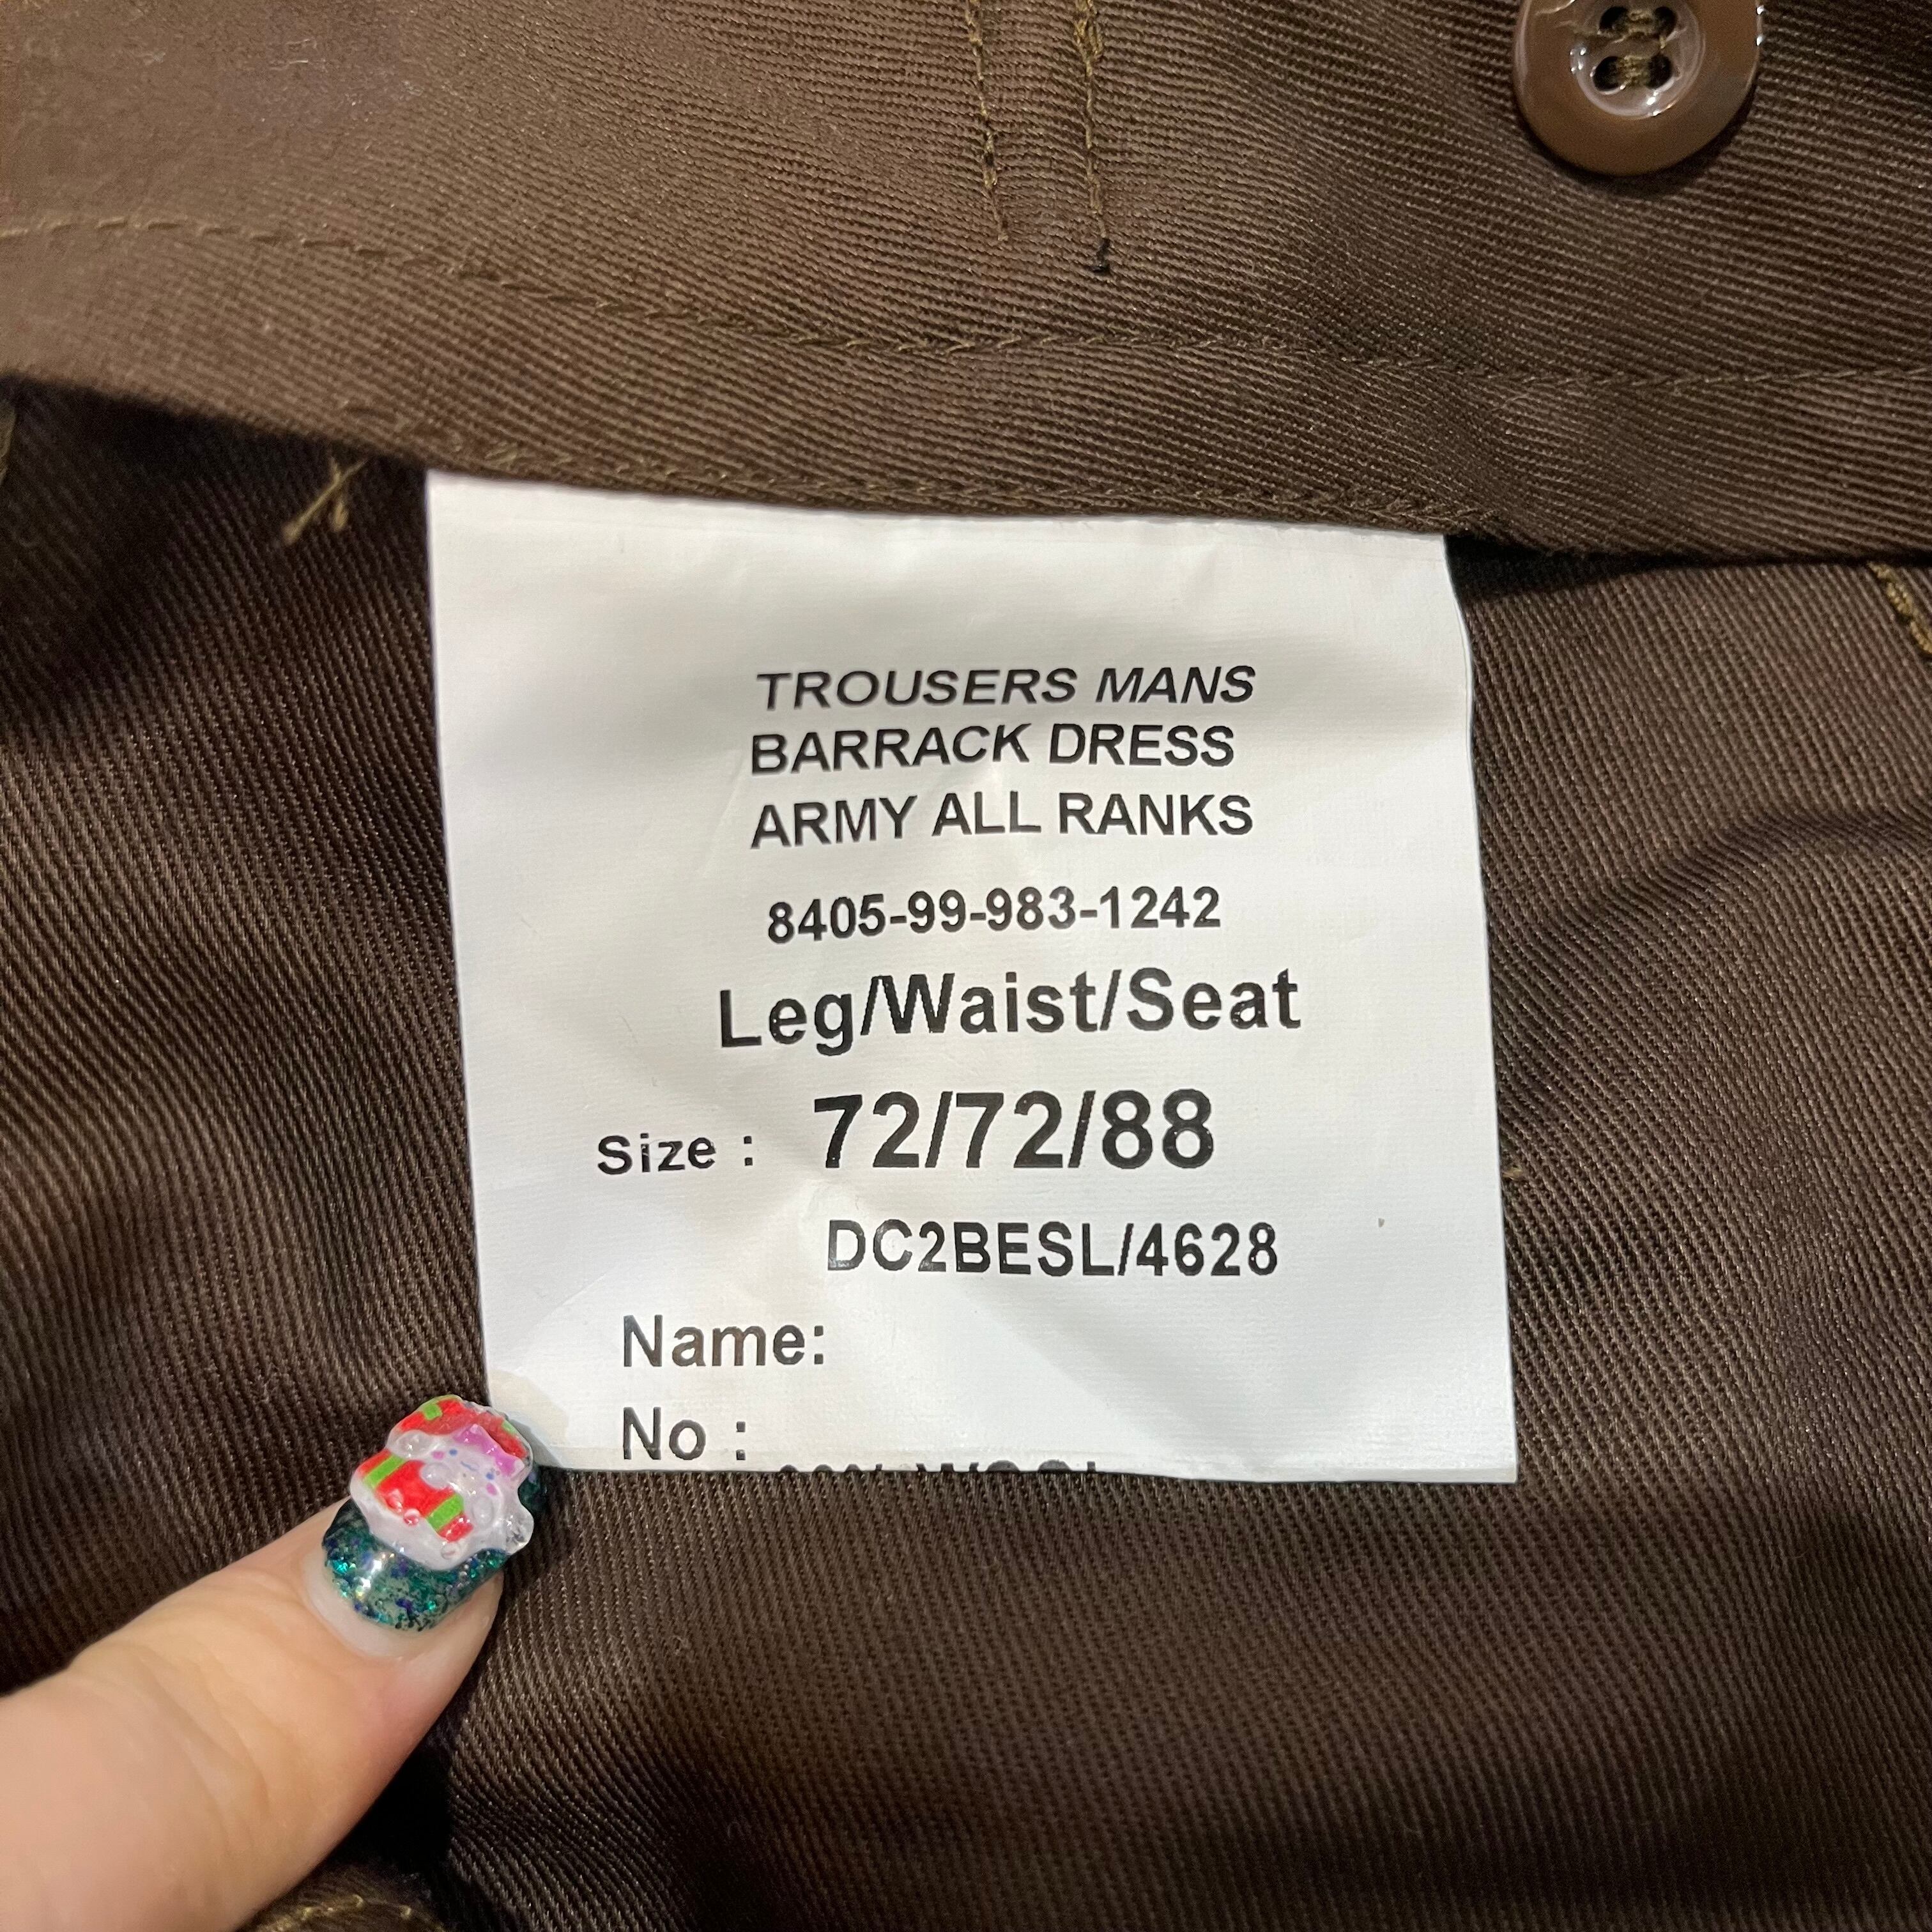 TROUSERS MANS
BARRACK DRESS
ARMY ALL RANKS
8405-99-983-1242
Leg/Waist/Seat
Size : 72/72/88
DC2BESL/4628
Name:
No :